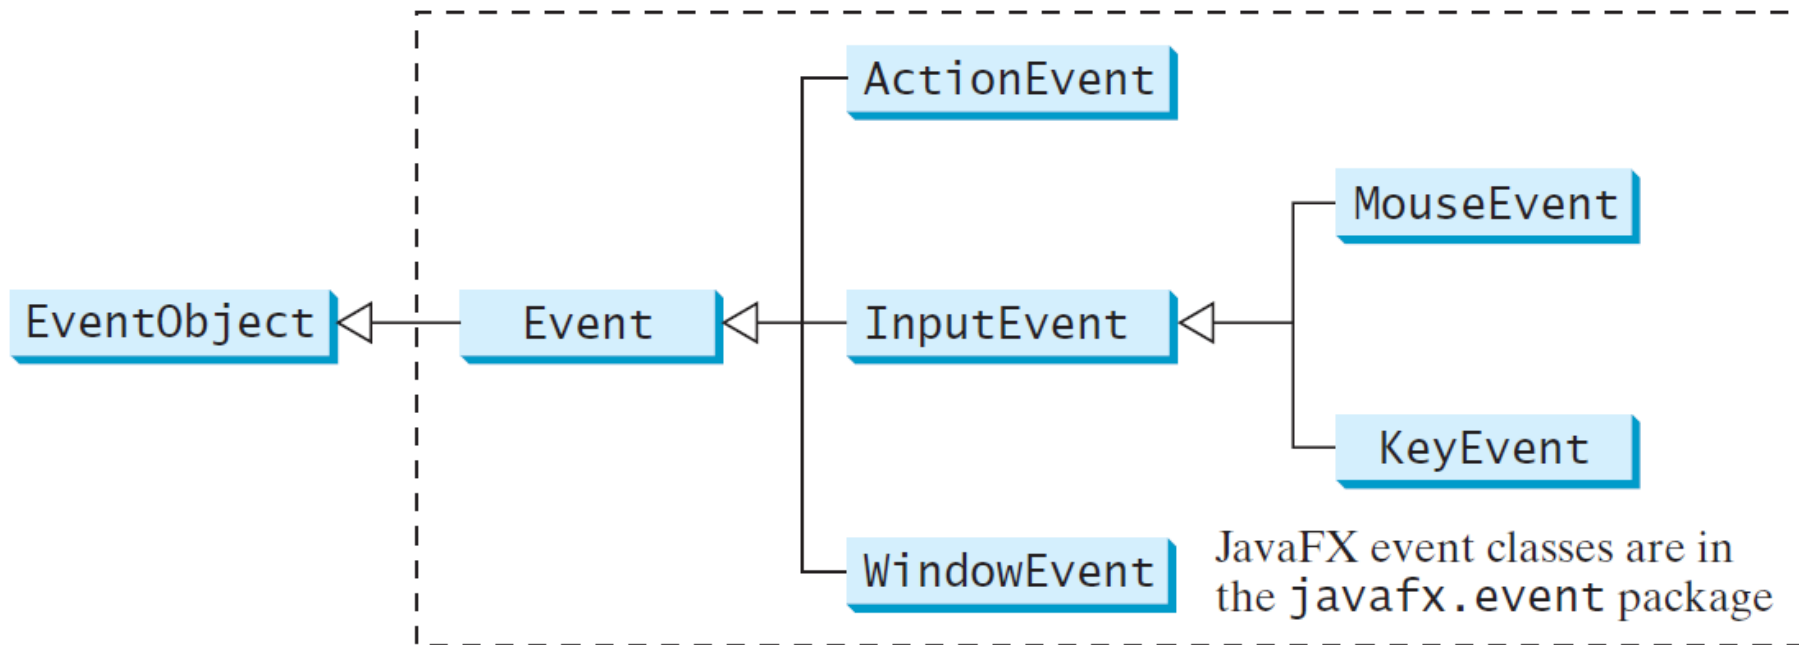 ActionEvent
MouseEvent
EventObject
Event
InputEvent
KeyEvent
WindowEvent
JavaFX event classes are in
the javafx.event package